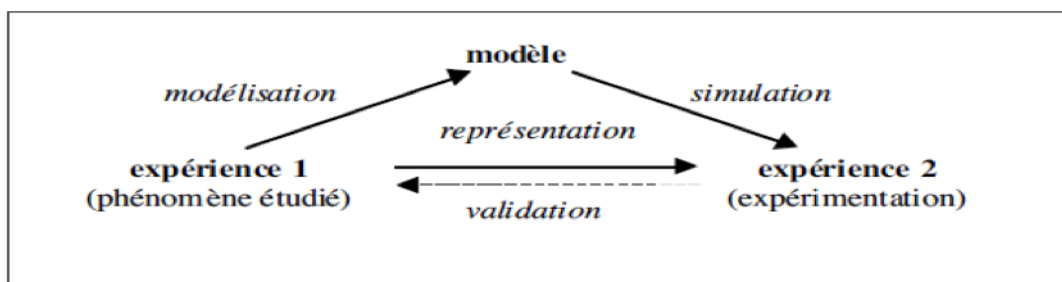 modèle
modélisation
simulation
représentation
expérience 1
expérience 2
(phénomène étudié)
(expérimentation)
validation